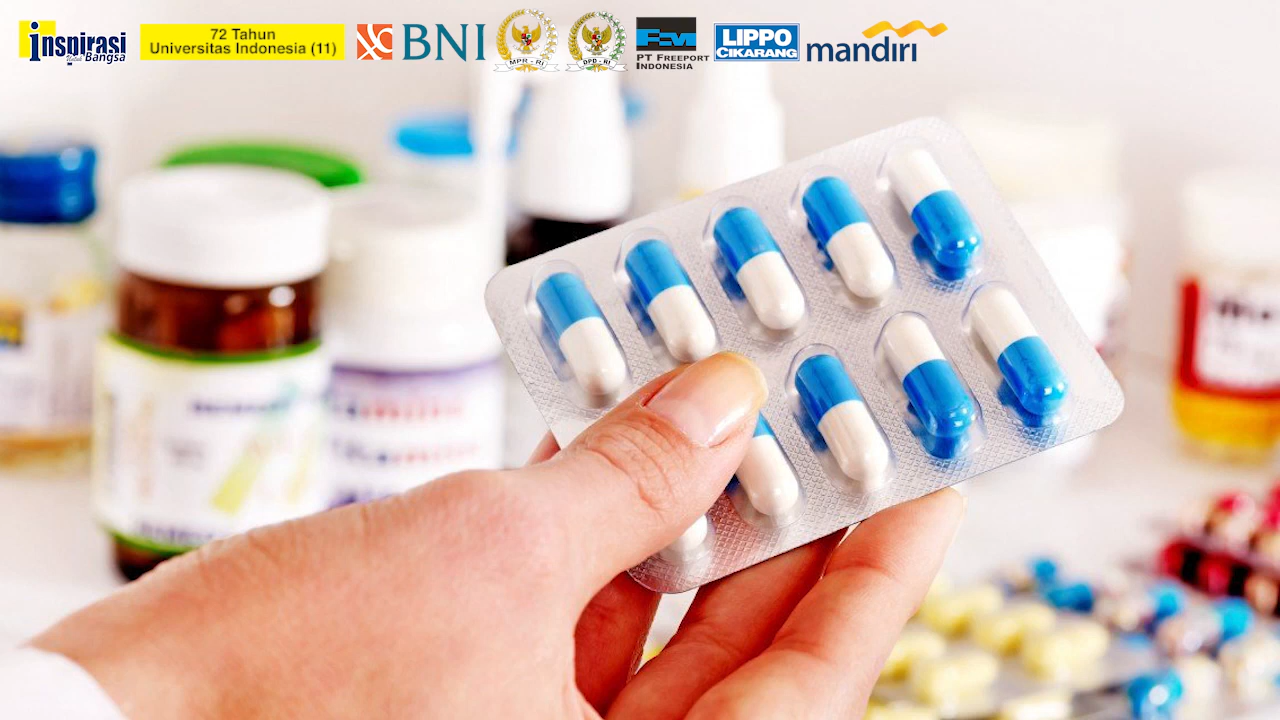 inspirasi
Untuk Bangsa
72 Tahun
Universitas Indonesia (11)
BNI
MPR - RI
DPD - RI
FM
PT FREEPORT
INDONESIA
LIPPO
CIKARANG
mandiri